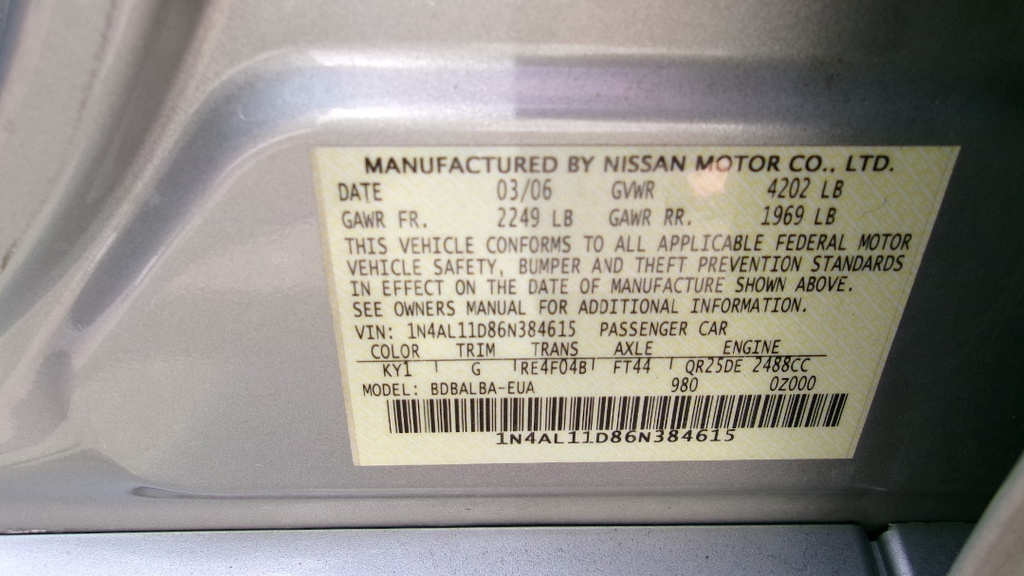 MANUFACTURED BY NISSAN MOTOR CO., LTD.
DATE 03/06 GVWR 4202 LB
GAWR FR. 2249 LB GAWR RR. 1969 LB
THIS VEHICLE CONFORMS TO ALL APPLICABLE FEDERAL MOTOR
VEHICLE SAFETY, BUMPER AND THEFT PREVENTION STANDARDS
IN EFFECT ON THE DATE OF MANUFACTURE SHOWN ABOVE.
SEE OWNERS MANUAL FOR ADDITIONAL INFORMATION.
VIN: 1N4AL11D86N384615 PASSENGER CAR
COLOR TRIM TRANS AXLE ENGINE
KY1 G RE4F04B FT44 QR25DE 2488CC
MODEL: BDBALBA-EUA 980 0Z000
1N4AL11D86N384615